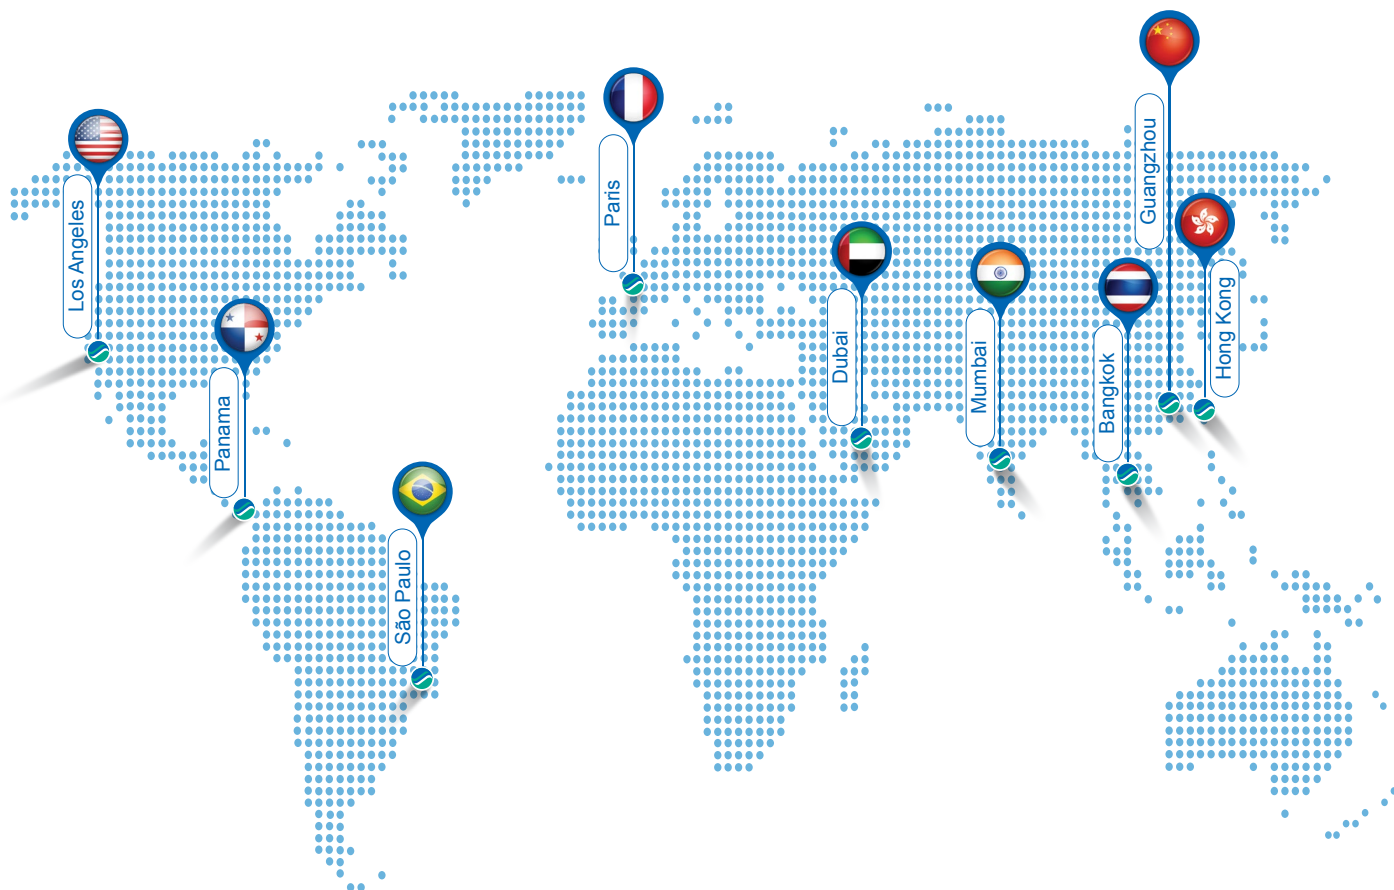 Los Angeles
Panama
São Paulo
Paris
Dubai
Mumbai
Bangkok
Guangzhou
Hong Kong